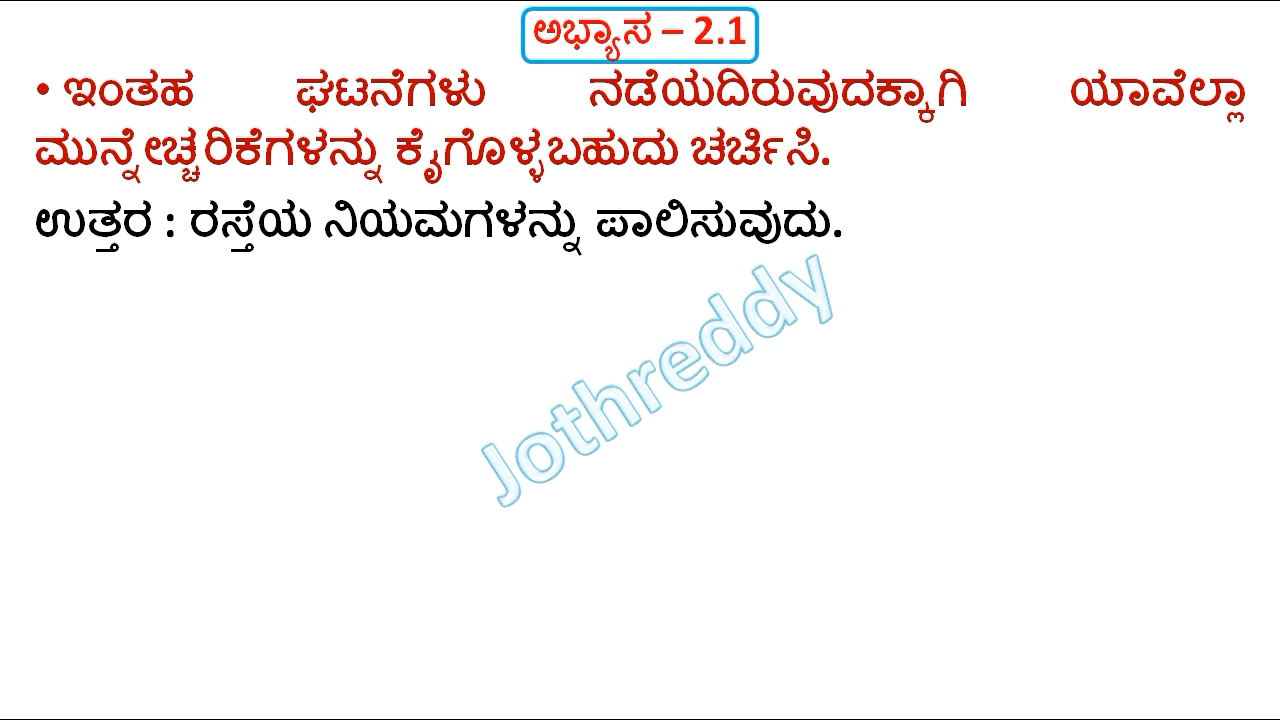 ಅಭ್ಯಾಸ – 2.1
• ಇಂತಹ ಘಟನೆಗಳು ನಡೆಯದಿರುವುದಕ್ಕಾಗಿ ಯಾವೆಲ್ಲಾ
ಮುನ್ನೇಚ್ಚರಿಕೆಗಳನ್ನು ಕೈಗೊಳ್ಳಬಹುದು ಚರ್ಚಿಸಿ.
ಉತ್ತರ : ರಸ್ತೆಯ ನಿಯಮಗಳನ್ನು ಪಾಲಿಸುವುದು.
Jothreddy